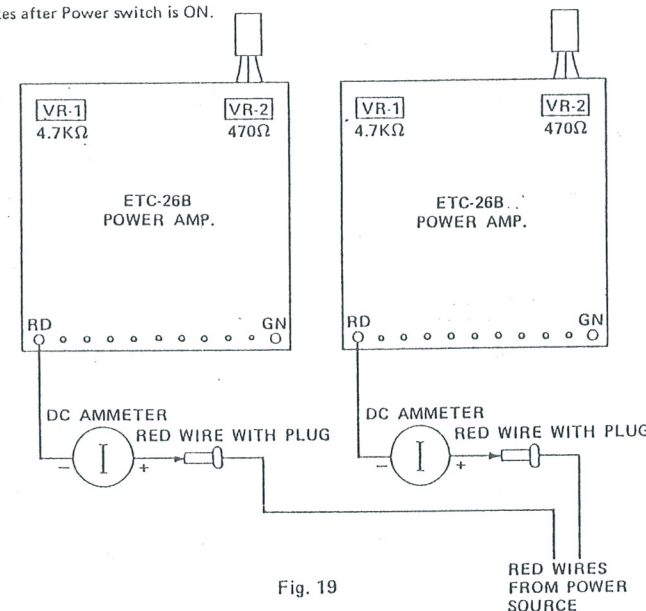 after Power switch is ON.
VR-1
4.7KΩ
VR-2
470Ω
ETC-26B
POWER AMP.
RD
GN
DC AMMETER
RED WIRE WITH PLUG
–
+
VR-1
4.7KΩ
VR-2
470Ω
ETC-26B
POWER AMP.
RD
GN
DC AMMETER
RED WIRE WITH PLUG
–
+
RED WIRES
FROM POWER
SOURCE
Fig. 19